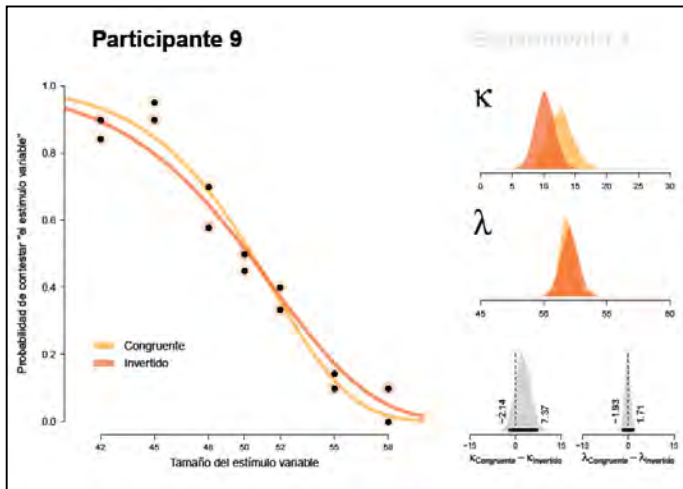 Participante 9
Probabilidad de contestar "el estímulo variable"
1.0
0.8
0.6
0.4
0.2
0.0
Congruente
Invertido
42 45 48 50 52 55 58
Tamaño del estímulo variable
κ
0 5 10 15 20 25 30
λ
45 50 55 60
−2.14 7.37
−1.93 1.71
−15 0 15
−15 0 15
κCongruente − κInvertido
λCongruente − λInvertido